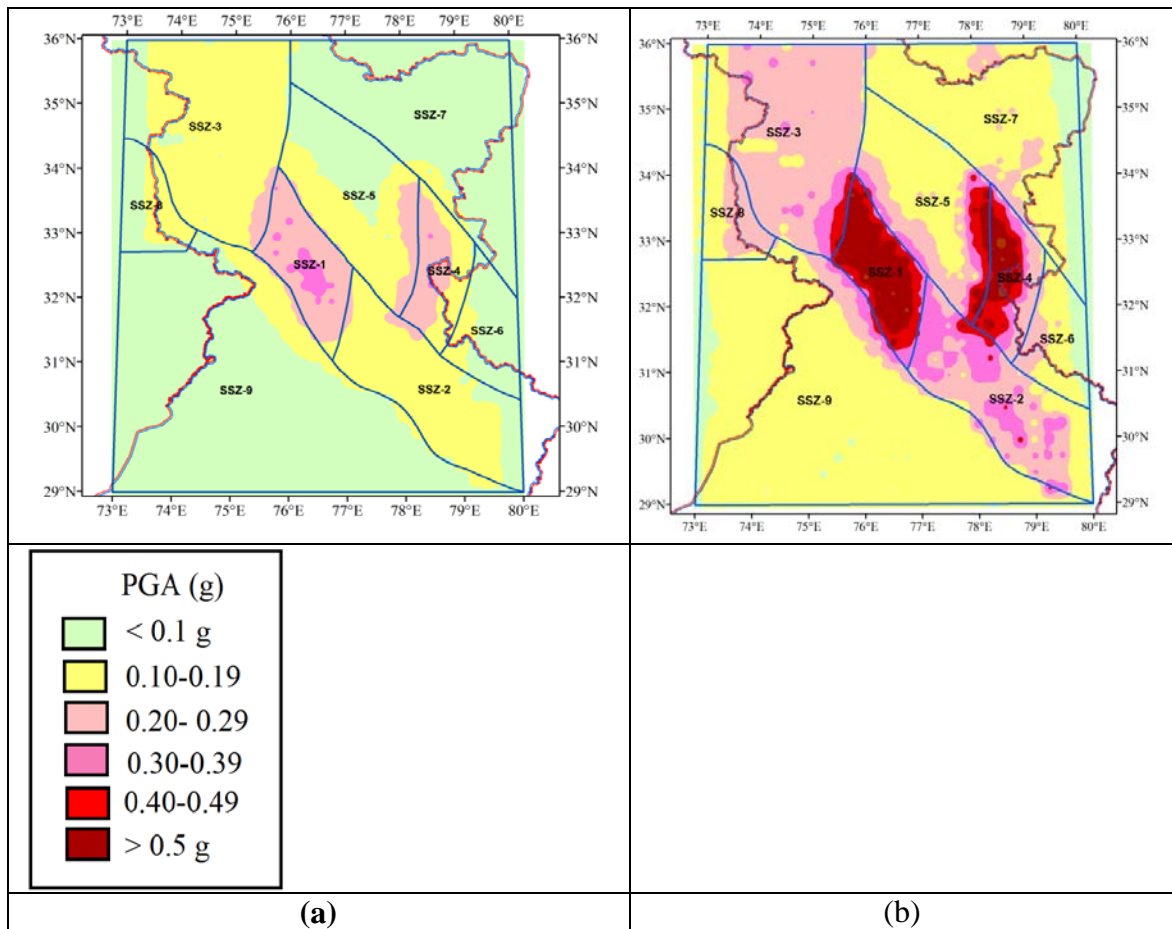 73°E 74°E 75°E 76°E 77°E 78°E 79°E 80°E
36°N 36°N
35°N 35°N
34°N 34°N
33°N 33°N
32°N 32°N
31°N 31°N
30°N 30°N
29°N 29°N
73°E 74°E 75°E 76°E 77°E 78°E 79°E 80°E
SSZ-3
SSZ-7
SSZ-8
SSZ-5
SSZ-1
SSZ-4
SSZ-6
SSZ-2
SSZ-9
73°E 74°E 75°E 76°E 77°E 78°E 79°E 80°E
36°N 36°N
35°N 35°N
34°N 34°N
33°N 33°N
32°N 32°N
31°N 31°N
30°N 30°N
29°N 29°N
73°E 74°E 75°E 76°E 77°E 78°E 79°E 80°E
SSZ-3
SSZ-7
SSZ-8
SSZ-5
SSZ-1
SSZ-4
SSZ-6
SSZ-2
SSZ-9
PGA (g)
< 0.1 g
0.10-0.19
0.20- 0.29
0.30-0.39
0.40-0.49
> 0.5 g
(a)
(b)